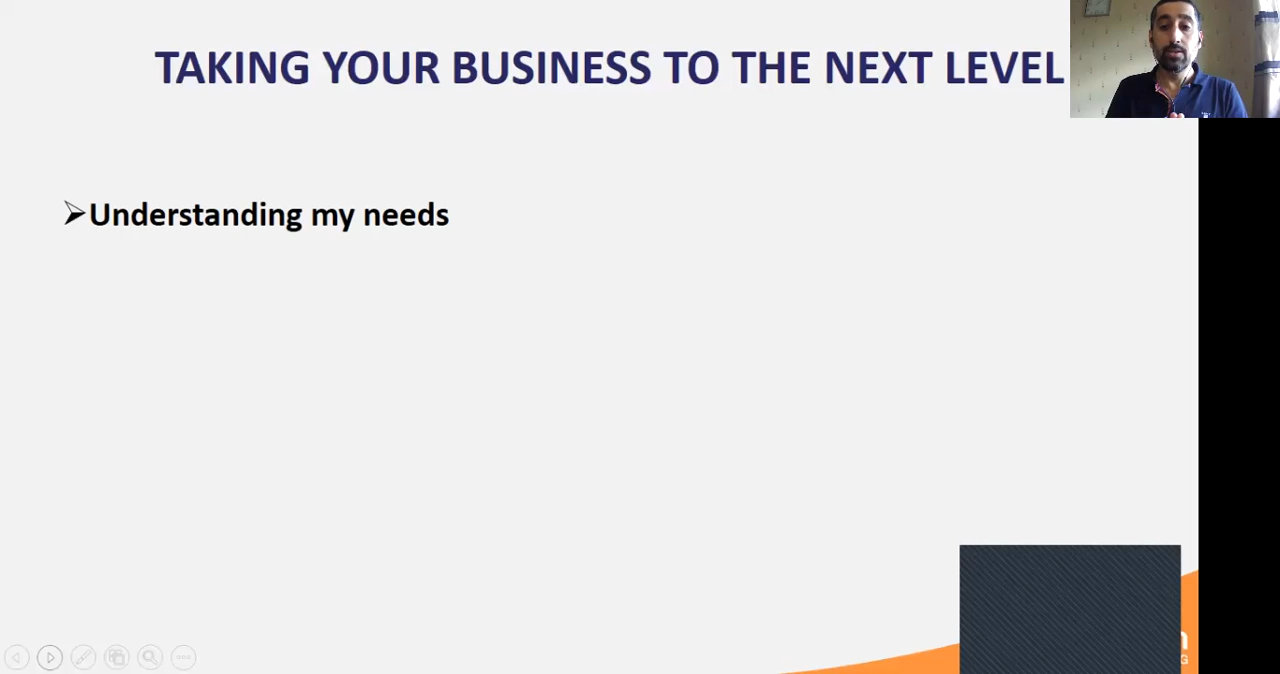 TAKING YOUR BUSINESS TO THE NEXT LEVEL
➢Understanding my needs